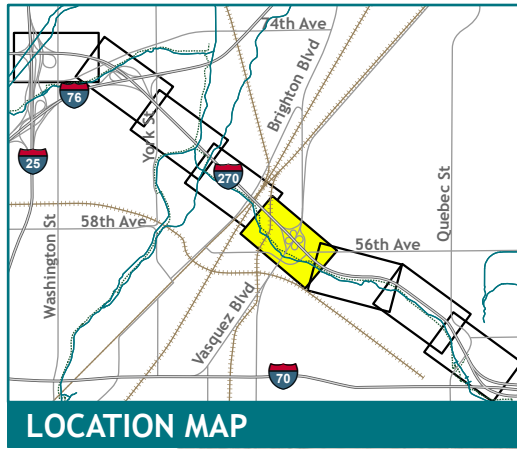 74th Ave
Brighton Blvd
76
York St
25
270
Quebec St
58th Ave
56th Ave
Washington St
Vasquez Blvd
70
LOCATION MAP